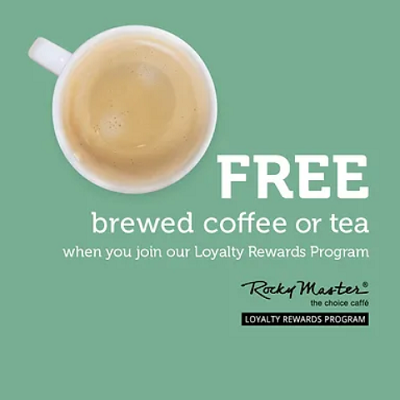 FREE
brewed coffee or tea
when you join our Loyalty Rewards Program
Rocky Master®
the choice caffé
LOYALTY REWARDS PROGRAM